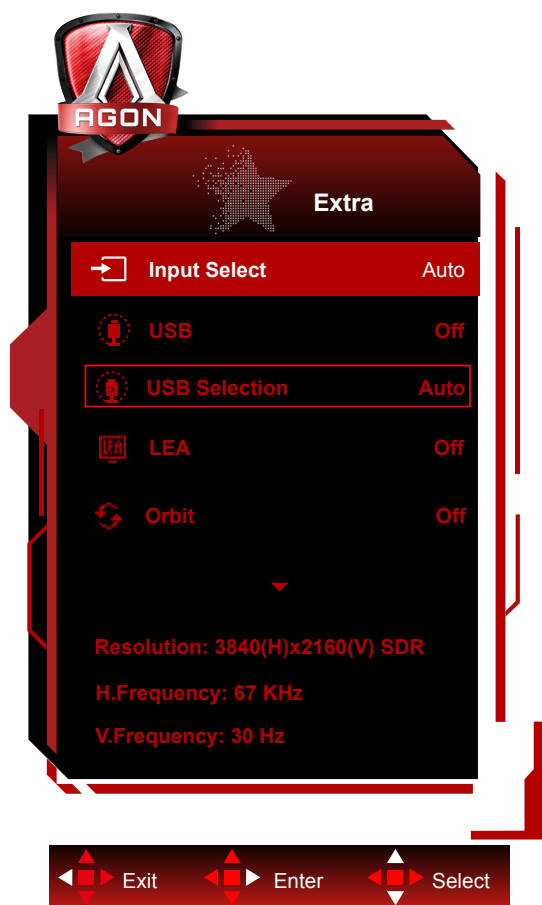 AGON
Extra
Input Select Auto
USB Off
USB Selection Auto
LEA LEA Off
Orbit Off
Resolution: 3840(H)x2160(V) SDR
H.Frequency: 67 KHz
V.Frequency: 30 Hz
Exit Enter Select